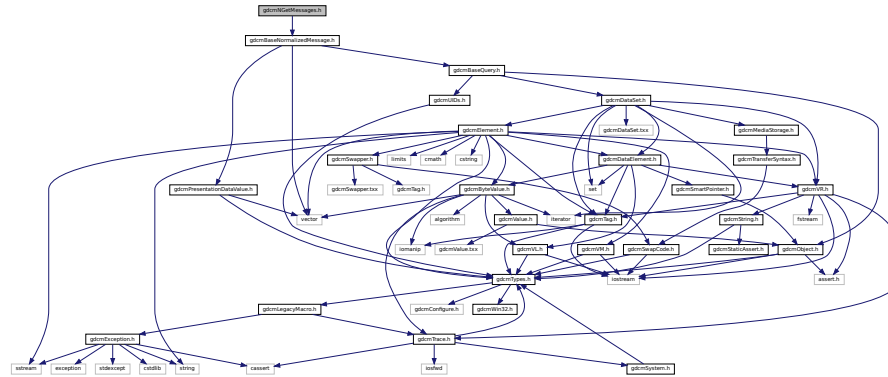 gdcmNGetMessages.h
gdcmBaseNormalizedMessage.h
gdcmBaseQuery.h
gdcmUIDs.h
gdcmDataSet.h
gdcmElement.h
gdcmDataSet.txx
gdcmMediaStorage.h
gdcmSwapper.h
limits
cmath
cstring
gdcmDataElement.h
gdcmTransferSyntax.h
gdcmPresentationDataValue.h
gdcmSwapper.txx
gdcmTag.h
gdcmByteValue.h
set
gdcmSmartPointer.h
gdcmVR.h
vector
algorithm
gdcmValue.h
iterator
gdcmTag.h
gdcmString.h
fstream
iomanip
gdcmValue.txx
gdcmVL.h
gdcmVM.h
gdcmSwapCode.h
gdcmStaticAssert.h
gdcmObject.h
gdcmTypes.h
iostream
assert.h
gdcmLegacyMacro.h
gdcmConfigure.h
gdcmWin32.h
gdcmException.h
gdcmTrace.h
sstream
exception
stdexcept
cstdlib
string
cassert
iosfwd
gdcmSystem.h